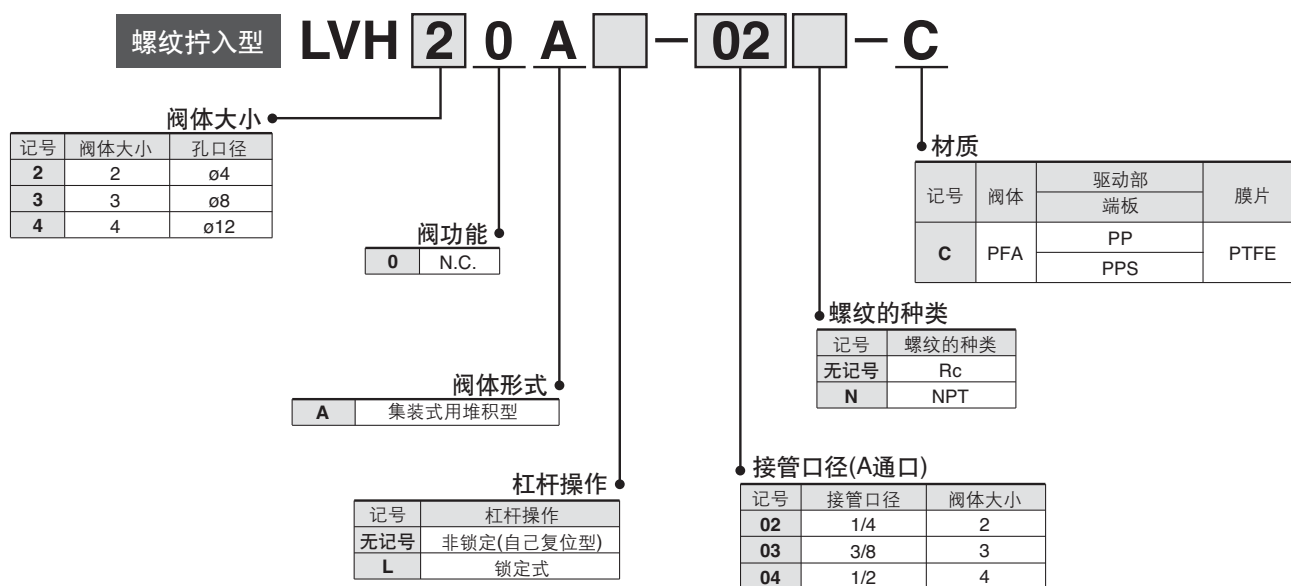 螺纹拧入型 LVH 2 0 A - 02 - C
阀体大小
记号 阀体大小 孔口径
2 2 ø4
3 3 ø8
4 4 ø12
阀功能
0 N.C.
阀体形式
A 集装式用堆积型
杠杆操作
记号 杠杆操作
无记号 非锁定(自己复位型)
L 锁定式
材质
记号 阀体 驱动部 膜片
端板
C PFA PP PTFE
PPS
螺纹的种类
记号 螺纹的种类
无记号 Rc
N NPT
接管口径(A通口)
记号 接管口径 阀体大小
02 1/4 2
03 3/8 3
04 1/2 4